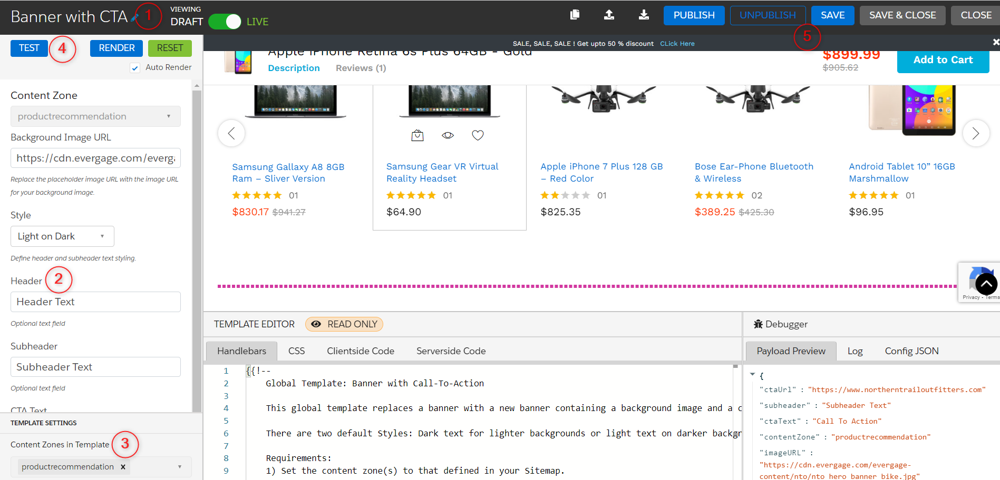 Banner with CTA
1
VIEWING
DRAFT
LIVE
PUBLISH
UNPUBLISH
SAVE
SAVE & CLOSE
CLOSE
TEST
4
RENDER
RESET
Auto Render
5
SALE, SALE, SALE ! Get upto 50 % discount CLick Here
Apple iPhone Retina 6s Plus 64GB - Gold
Description
Reviews (1)
$899.99
$905.62
Add to Cart
Content Zone
productrecommendation
Background Image URL
https://cdn.evergage.com/everga
Replace the placeholder image URL with the image URL
for your background image.
Style
Light on Dark
Define header and subheader text styling.
Header
2
Header Text
Optional text field
Subheader
Subheader Text
Optional text field
CTA Text
TEMPLATE SETTINGS
Content Zones in Template
3
productrecommendation x
Samsung Gallaxy A8 8GB
Ram – Sliver Version
01
$830.17 $941.27
Samsung Gear VR Virtual
Reality Headset
01
$64.90
Apple iPhone 7 Plus 128 GB
– Red Color
01
$825.35
Bose Ear-Phone Bluetooth
& Wireless
02
$389.25 $425.30
Android Tablet 10” 16GB
Marshmallow
01
$96.95
Privacy - Terms
TEMPLATE EDITOR
READ ONLY
Handlebars
CSS
Clientside Code
Serverside Code
1 {{!--
2 Global Template: Banner with Call-To-Action
3
4 This global template replaces a banner with a new banner containing a background image and a c
5
6 There are two default Styles: Dark text for lighter backgrounds or light text on darker backgr
7
8 Requirements:
9 1) Set the content zone(s) to that defined in your Sitemap.
Debugger
Payload Preview
Log
Config JSON
{
"ctaUrl" : "https://www.northerntrailoutfitters.com"
"subheader" : "Subheader Text"
"ctaText" : "Call To Action"
"contentZone" : "productrecommendation"
"imageURL" :
"https://cdn.evergage.com/evergage-
content/nto/nto_hero_banner_bike.jpg"